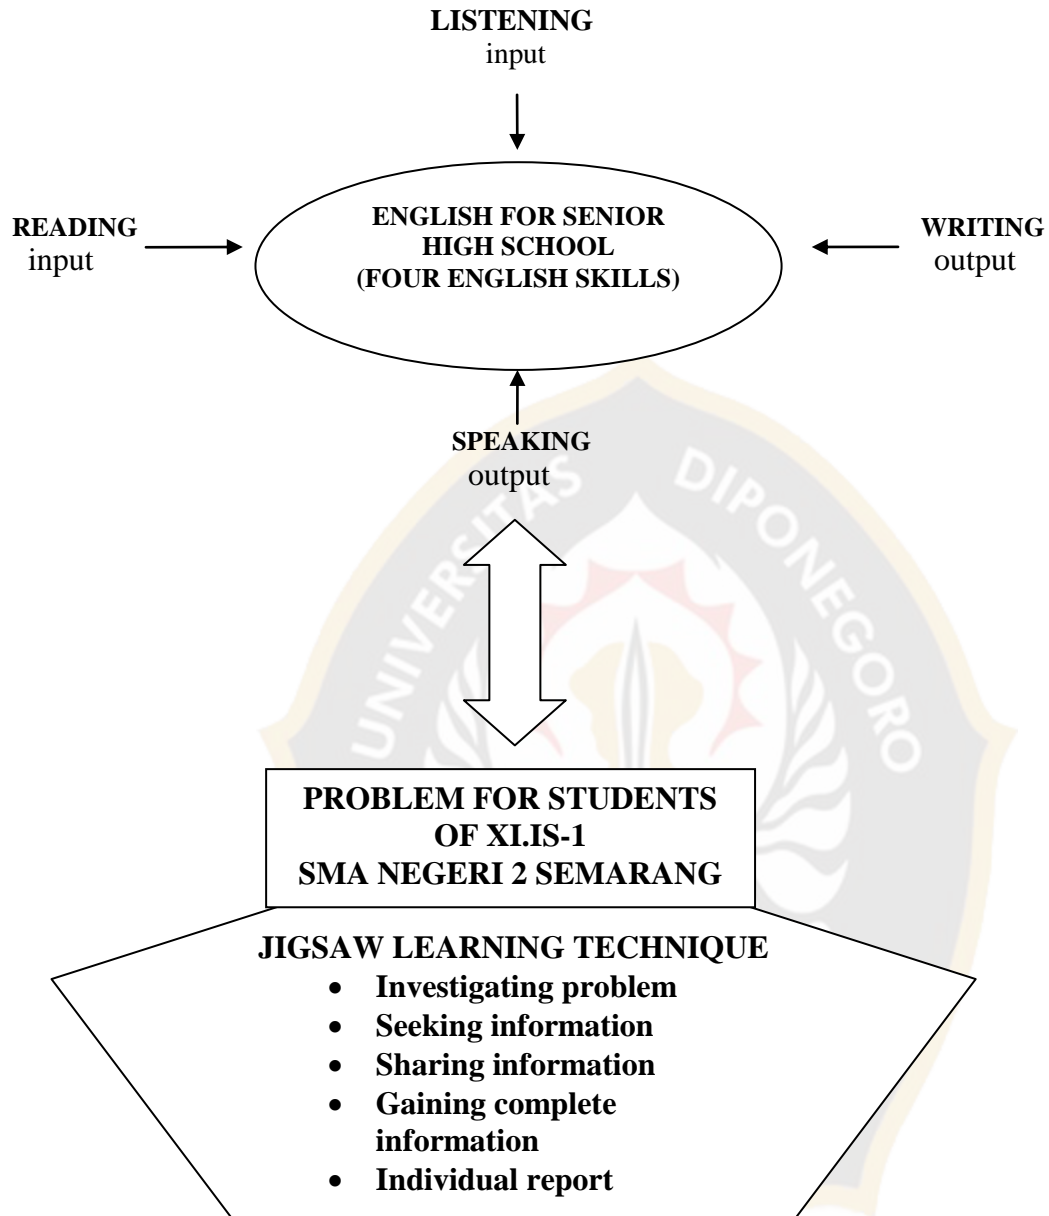 LISTENING
input
READING
input
ENGLISH FOR SENIOR
HIGH SCHOOL
(FOUR ENGLISH SKILLS)
WRITING
output
SPEAKING
output
UNIVERSITAS DIPONEGORO
PROBLEM FOR STUDENTS
OF XI.IS-1
SMA NEGERI 2 SEMARANG
JIGSAW LEARNING TECHNIQUE
• Investigating problem
• Seeking information
• Sharing information
• Gaining complete
information
• Individual report